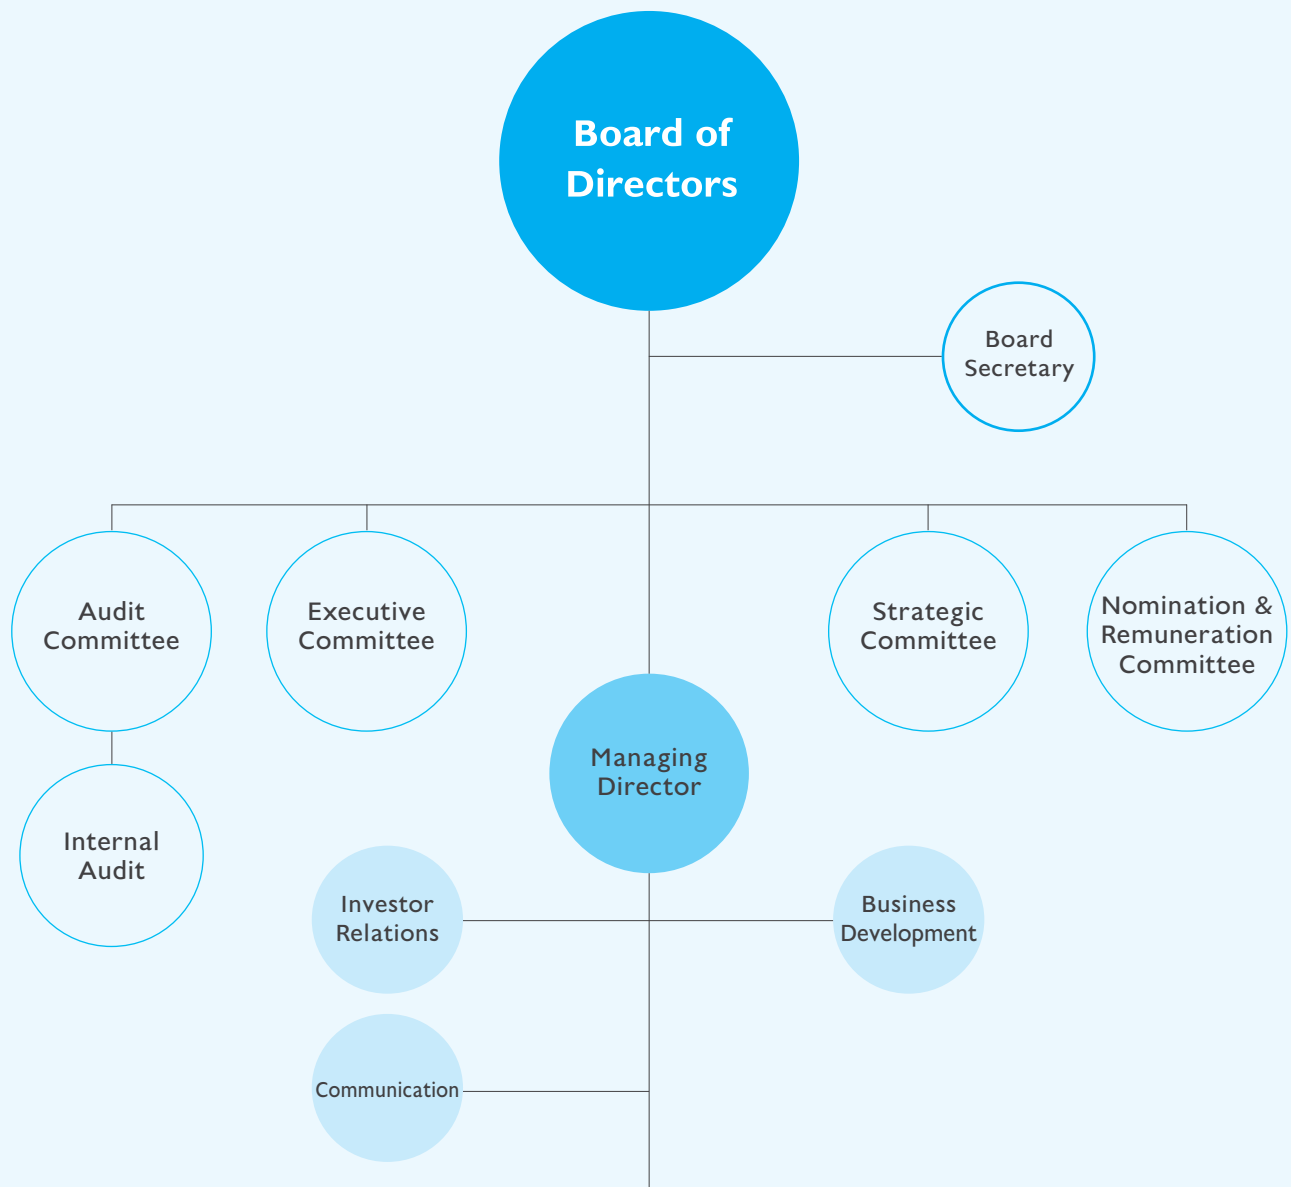 Board of
Directors
Board
Secretary
Audit
Committee
Executive
Committee
Strategic
Committee
Nomination &
Remuneration
Committee
Managing
Director
Internal
Audit
Investor
Relations
Business
Development
Communication